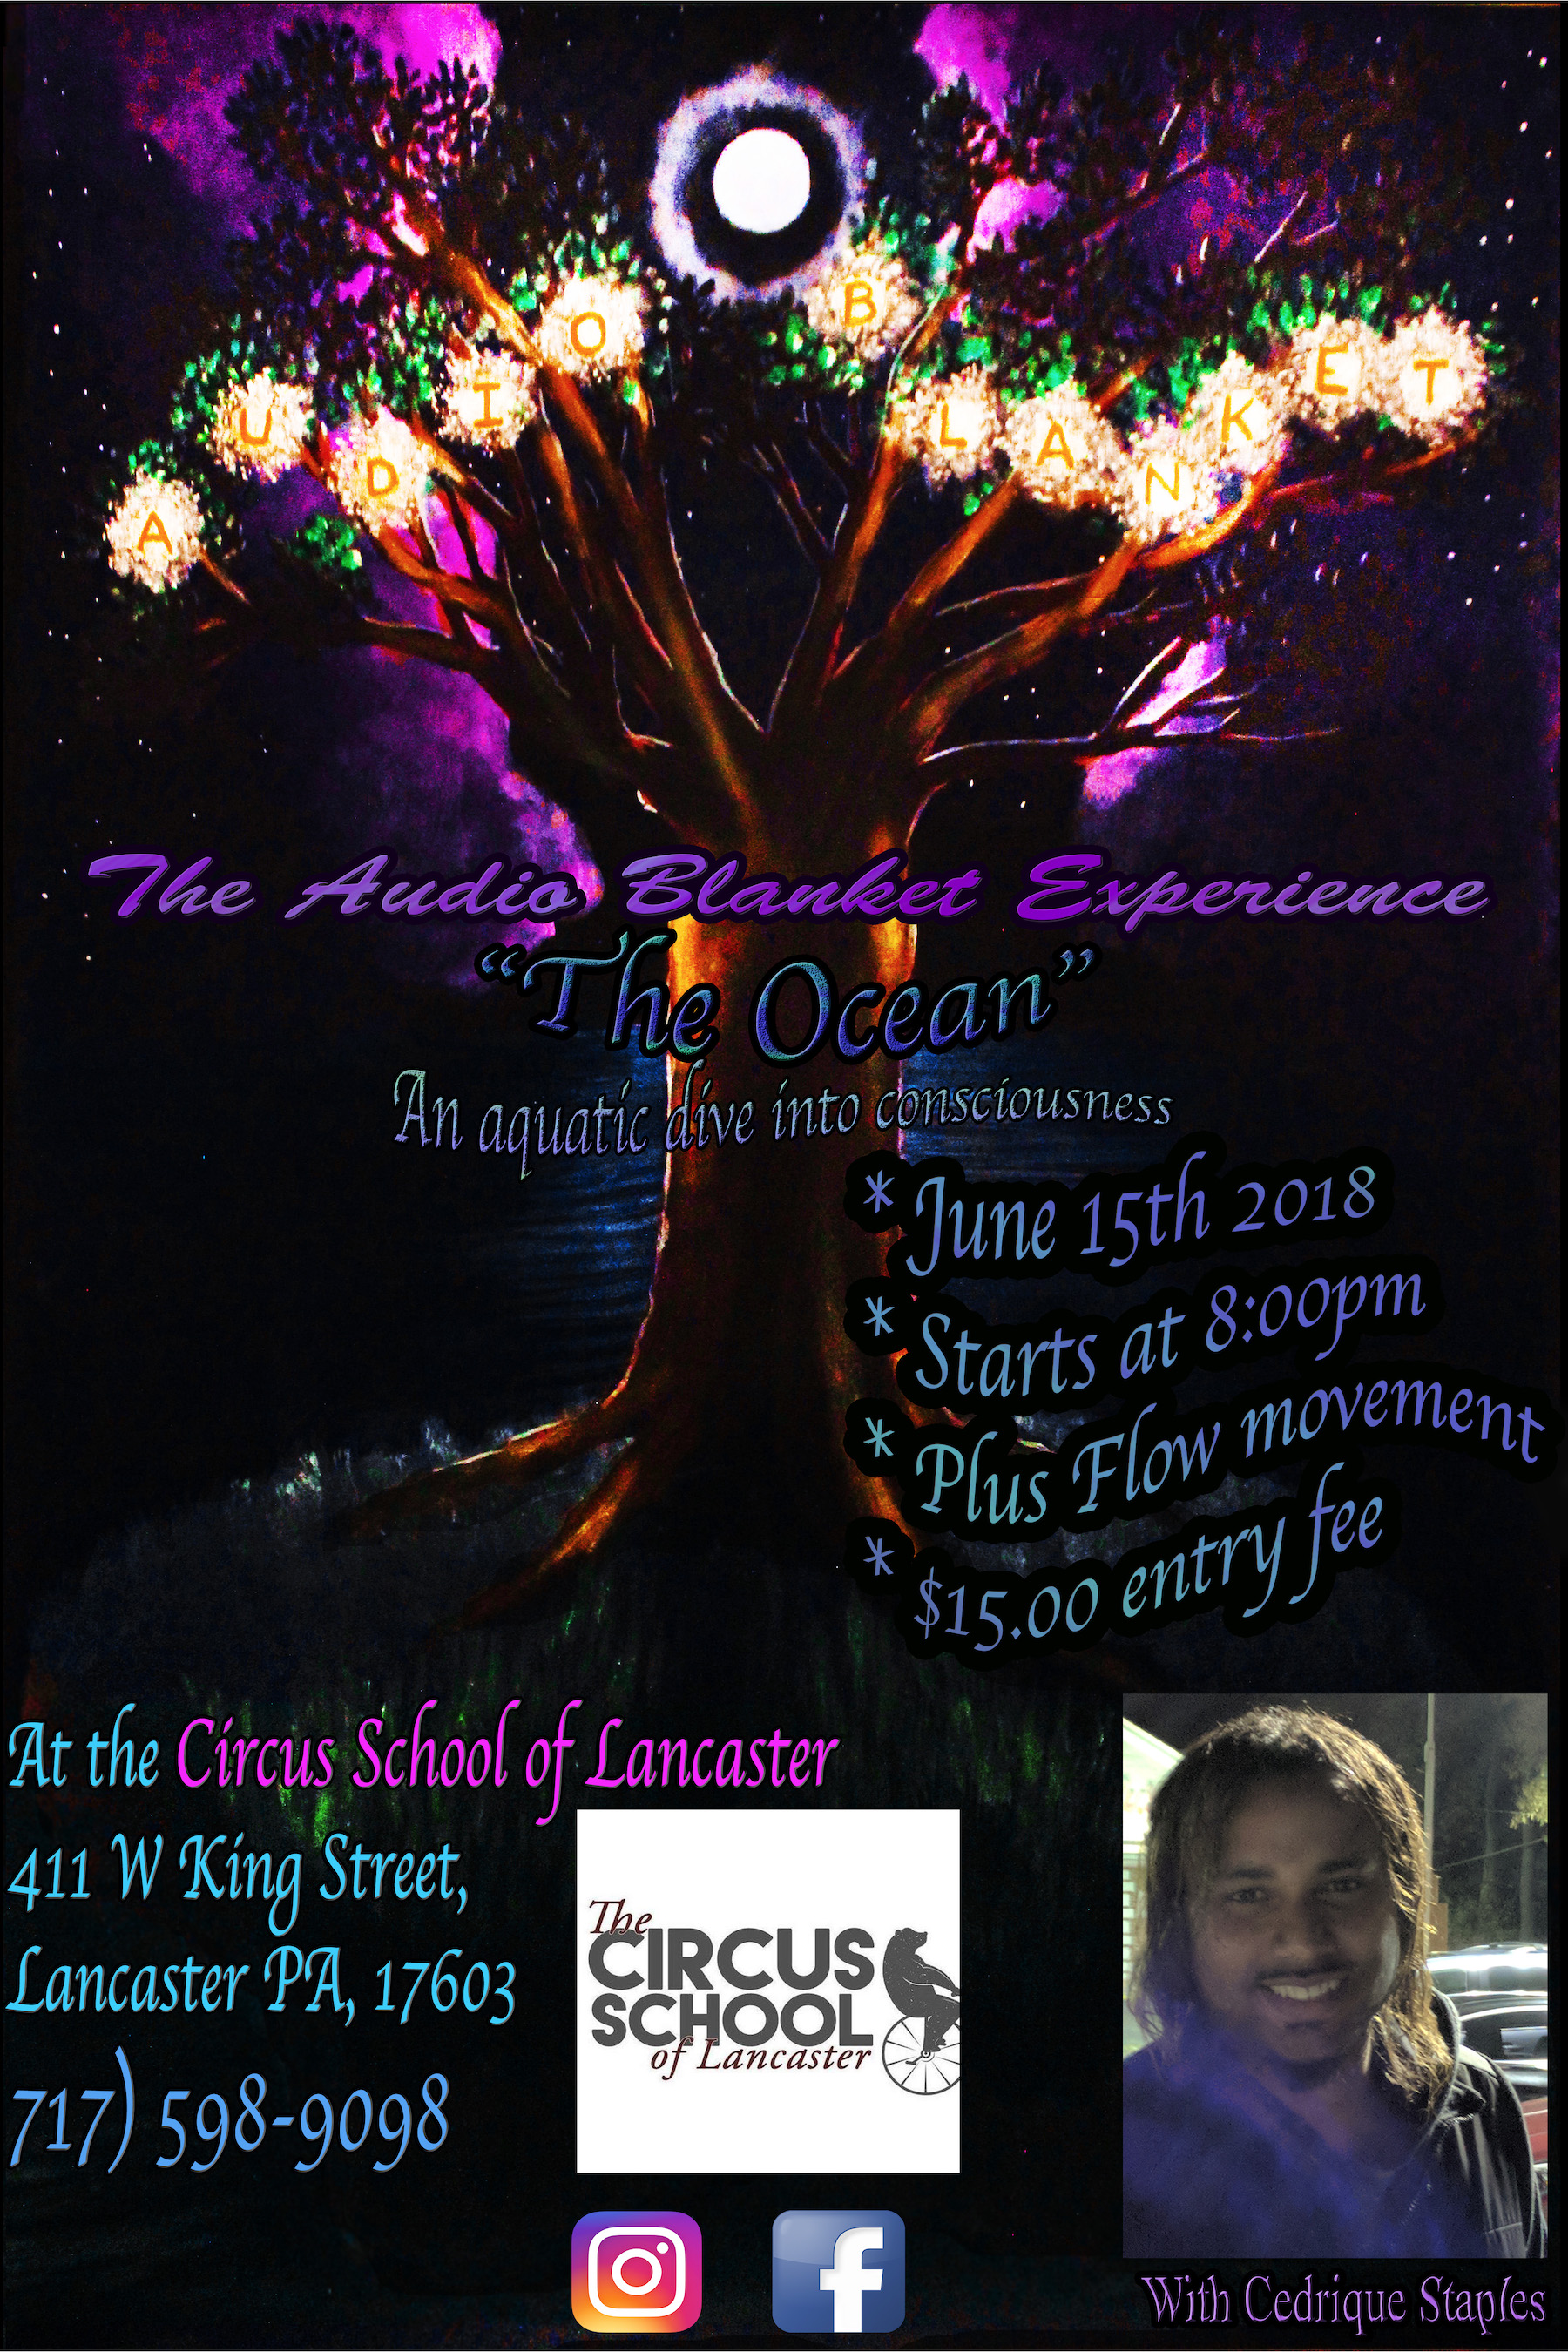 AUDIO BLANKET
The Audio Blanket Experience
“The Ocean”
An aquatic dive into consciousness
* June 15th 2018
* Starts at 8:00pm
* Plus Flow movement
* $15.00 entry fee
At the Circus School of Lancaster
411 W King Street,
Lancaster PA, 17603
717) 598-9098
The
CIRCUS
SCHOOL
of Lancaster
With Cedrique Staples